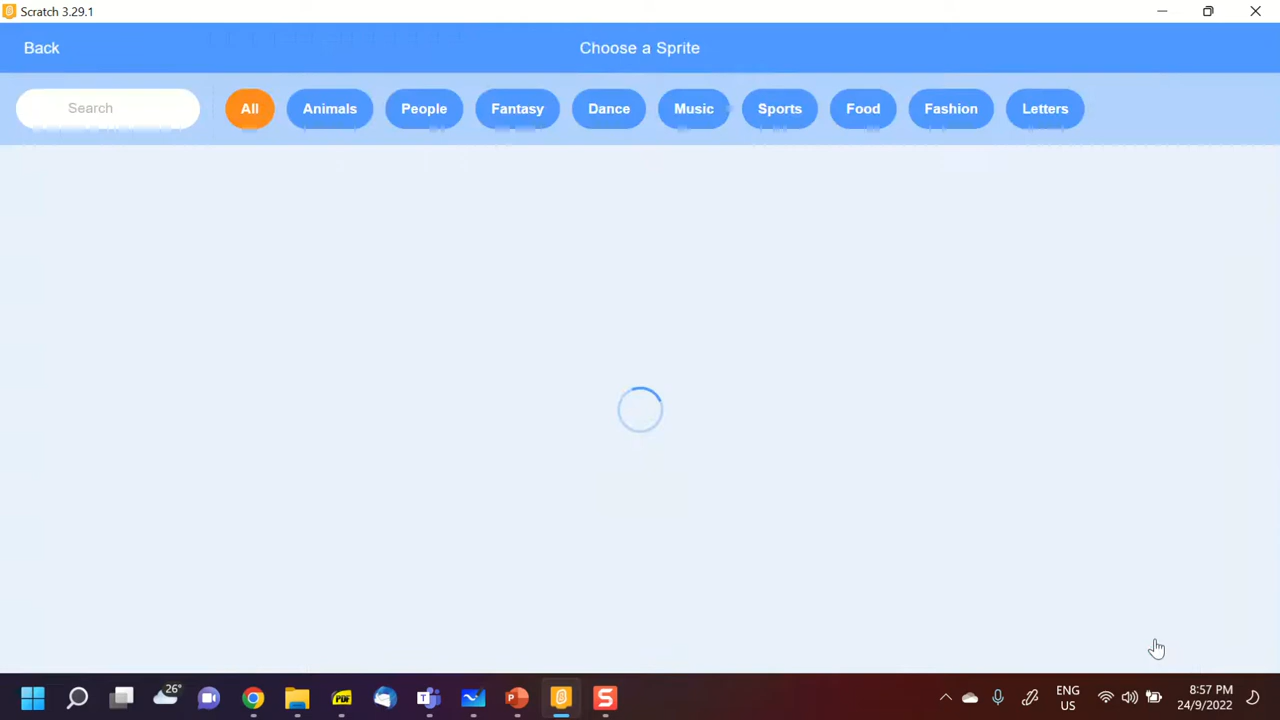 Scratch 3.29.1
Back
Choose a Sprite
Search
All
Animals
People
Fantasy
Dance
Music
Sports
Food
Fashion
Letters
26°
PDF
T
P
S
ENG
US
8:57 PM
24/9/2022